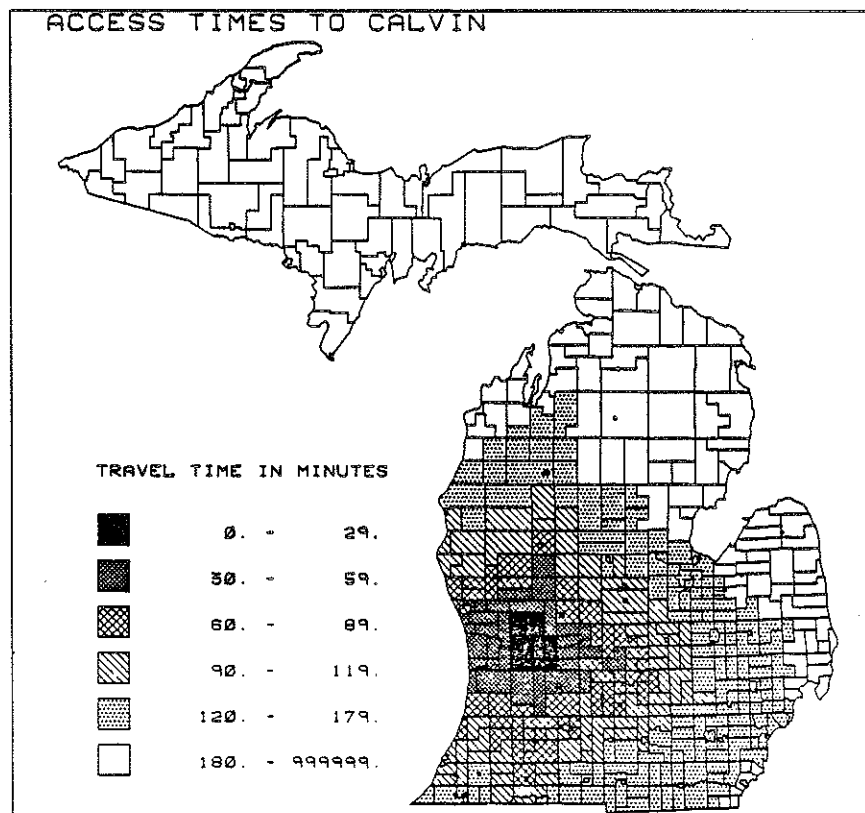 ACCESS TIMES TO CALVIN
TRAVEL TIME IN MINUTES
0. - 29.
30. - 59.
60. - 89.
90. - 119.
120. - 179.
180. - 999999.